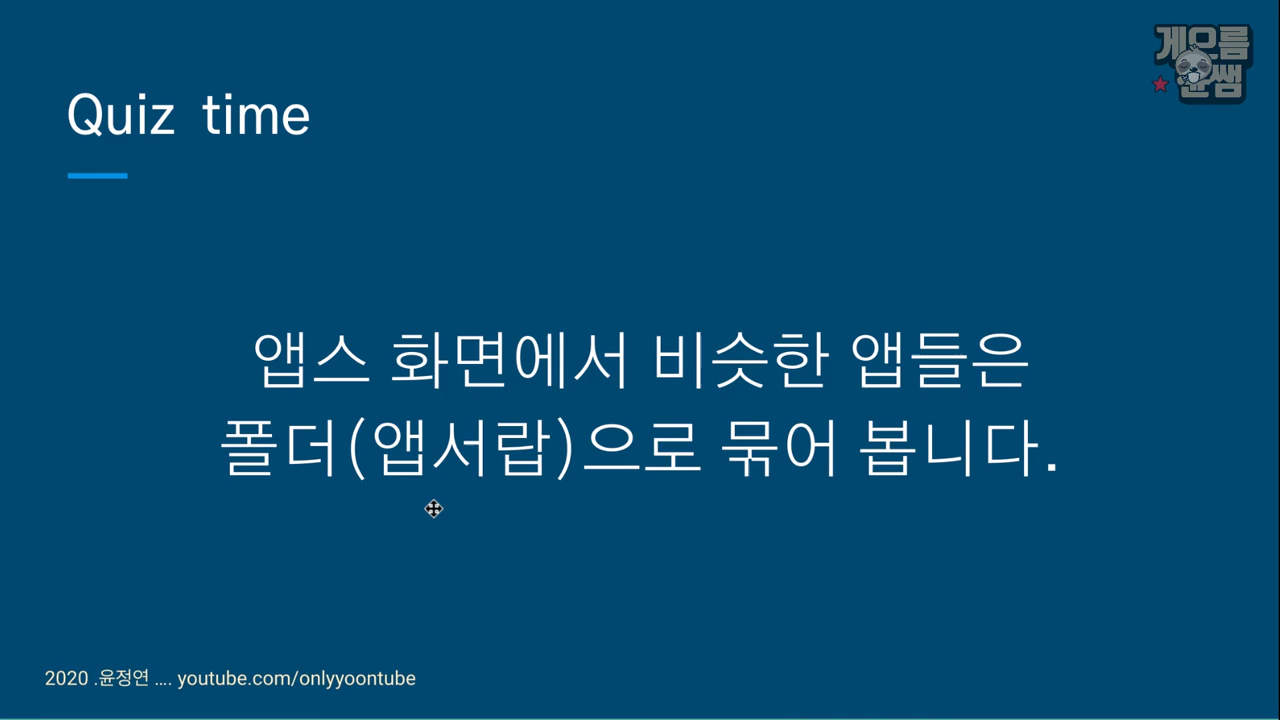 게으름
윤쌤
Quiz time
앱스 화면에서 비슷한 앱들은
폴더(앱서랍)으로 묶어 봅니다.
2020 .윤정연 .... youtube.com/onlyyoontube